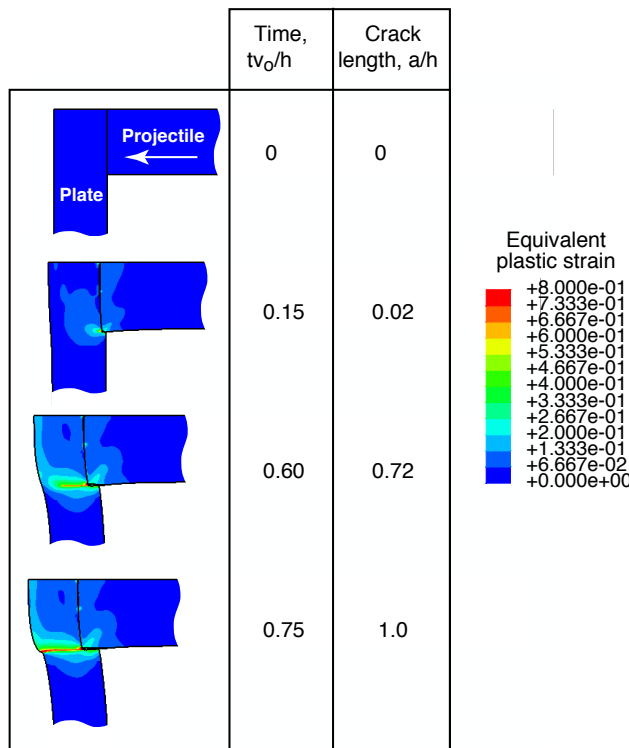 Time,
tvo/h
Crack
length, a/h
Projectile
Plate
0
0
0.15
0.02
0.60
0.72
0.75
1.0
Equivalent
plastic strain
+8.000e-01
+7.333e-01
+6.667e-01
+6.000e-01
+5.333e-01
+4.667e-01
+4.000e-01
+3.333e-01
+2.667e-01
+2.000e-01
+1.333e-01
+6.667e-02
+0.000e+00